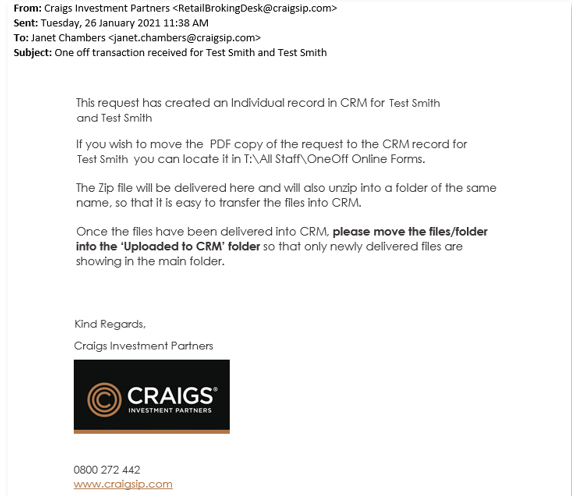 From: Craigs Investment Partners <RetailBrokingDesk@craigsip.com>
Sent: Tuesday, 26 January 2021 11:38 AM
To: Janet Chambers <janet.chambers@craigsip.com>
Subject: One off transaction received for Test Smith and Test Smith
This request has created an Individual record in CRM for Test Smith
and Test Smith
If you wish to move the PDF copy of the request to the CRM record for
Test Smith you can locate it in T:\All Staff\OneOff Online Forms.
The Zip file will be delivered here and will also unzip into a folder of the same
name, so that it is easy to transfer the files into CRM.
Once the files have been delivered into CRM, please move the files/folder
into the ‘Uploaded to CRM’ folder so that only newly delivered files are
showing in the main folder.
Kind Regards,
Craigs Investment Partners
CRAIGS®
INVESTMENT PARTNERS
0800 272 442
www.craigsip.com